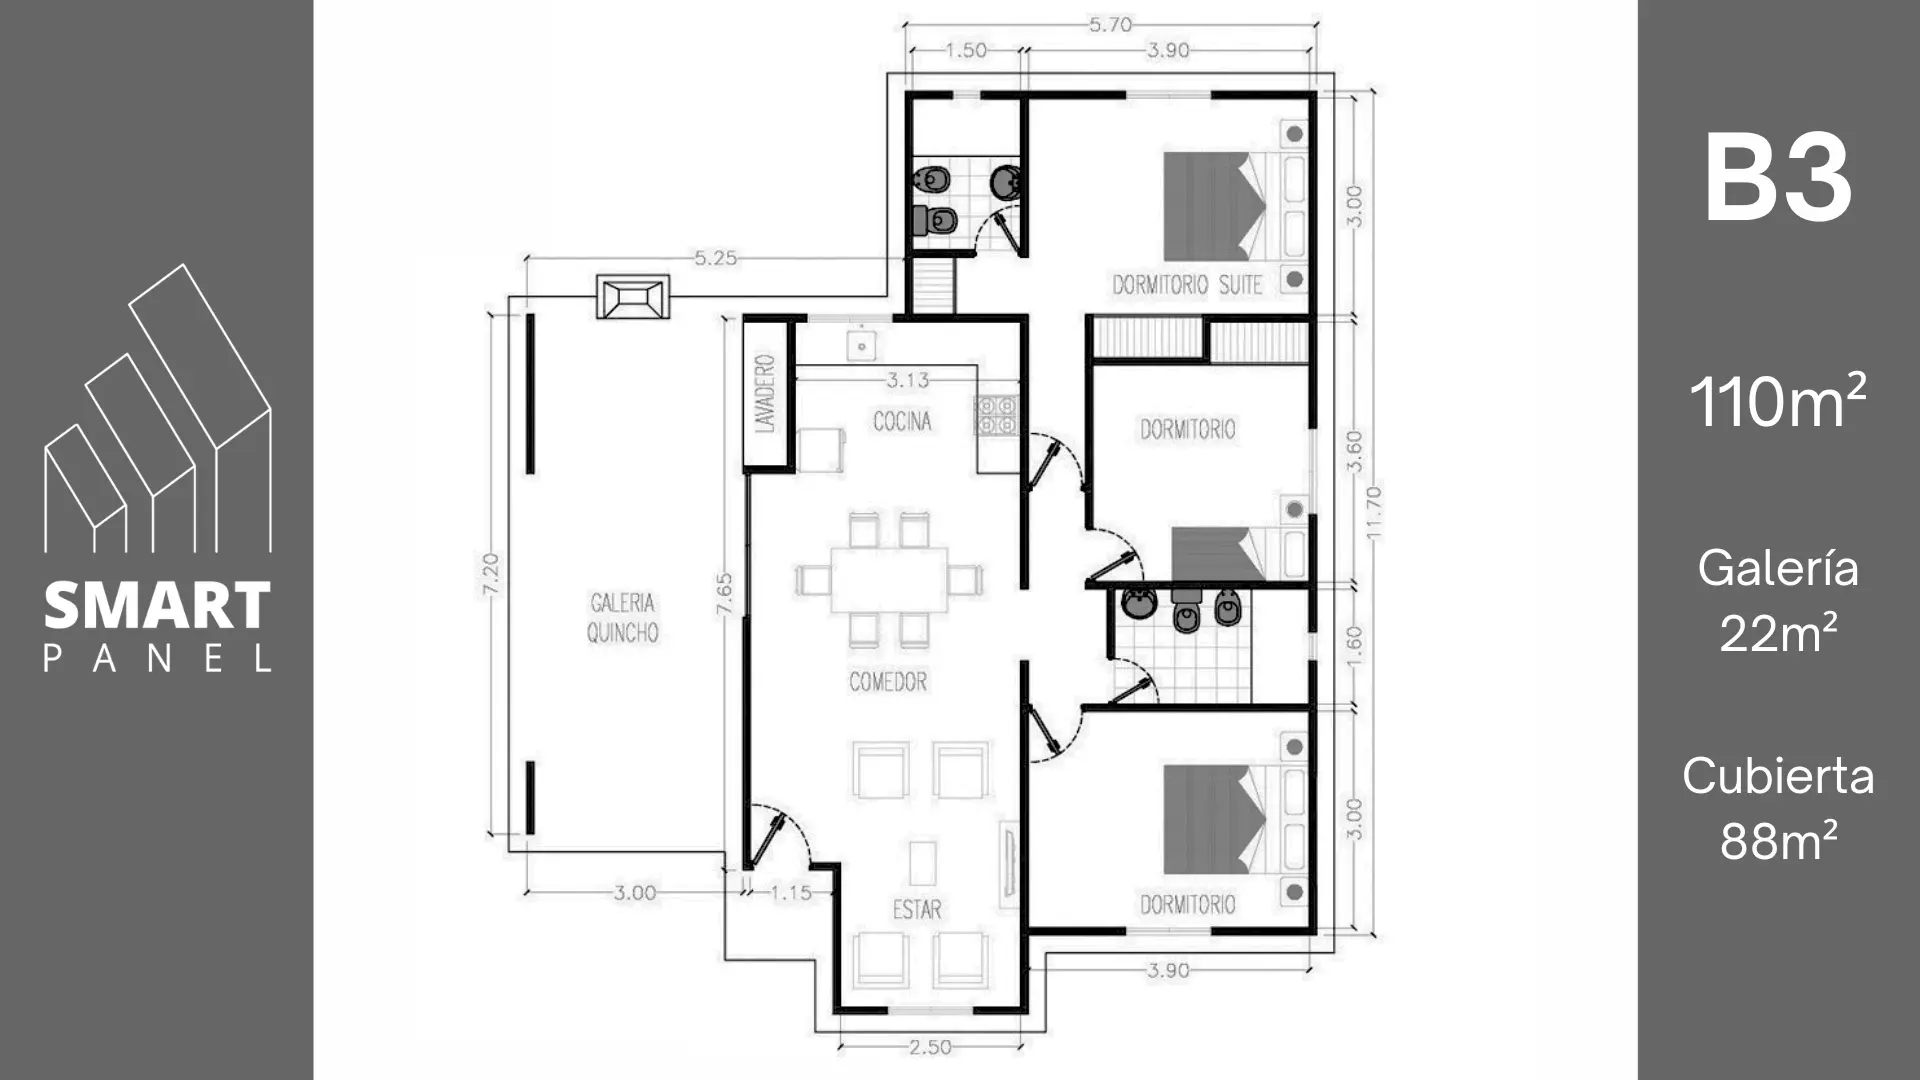 SMART
PANEL
5.70
1.50
3.90
3.00
DORMITORIO SUITE
5.25
LAVADERO
3.13
COCINA
DORMITORIO
3.60
11.70
7.20
7.65
GALERIA
QUINCHO
COMEDOR
1.60
3.00
1.15
ESTAR
DORMITORIO
3.00
3.90
2.50
B3
110m²
Galería
22m²
Cubierta
88m²